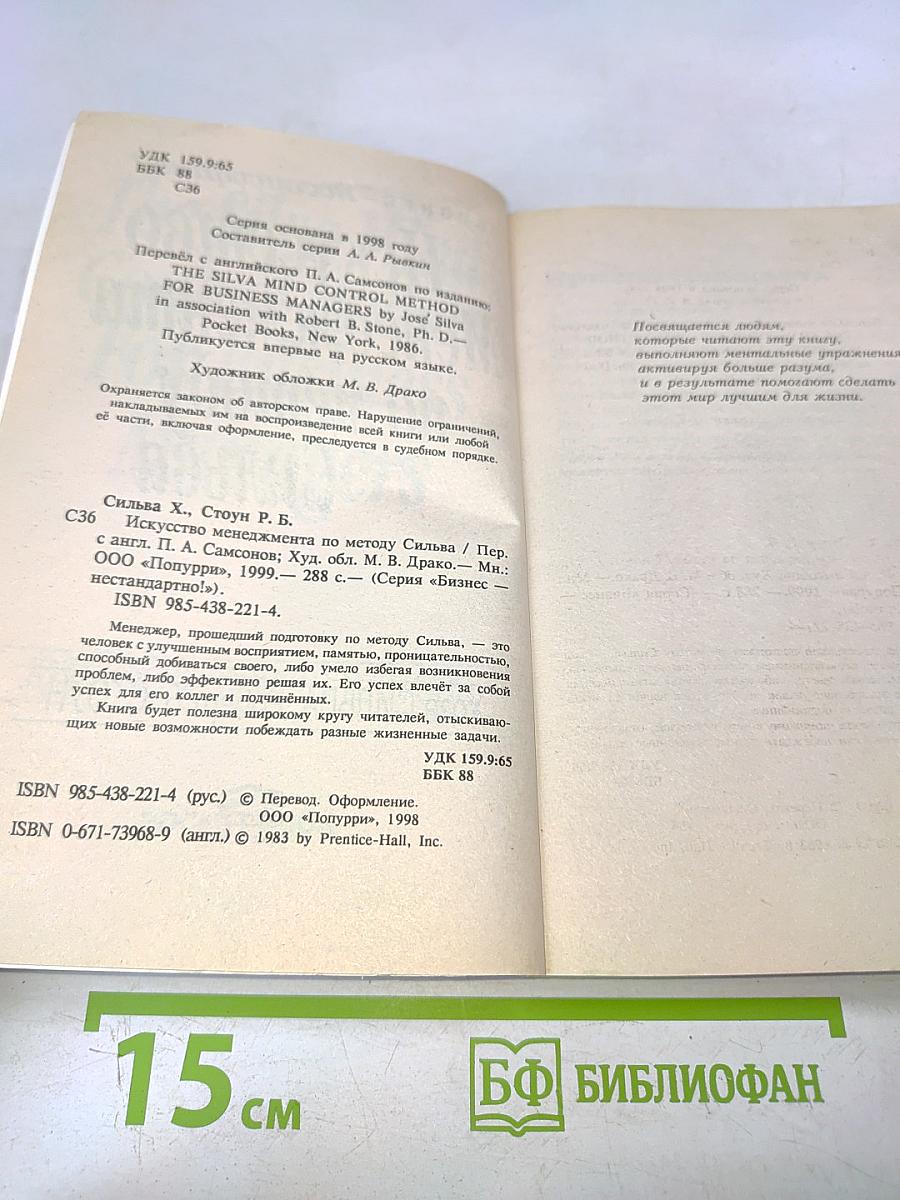 УДК 159.9:65
ББК 88
С36
Серия основана в 1998 году
Составитель серии А. А. Рывкин
Перевёл с английского П. А. Самсонов по изданию:
THE SILVA MIND CONTROL METHOD
FOR BUSINESS MANAGERS by José Silva
in association with Robert B. Stone, Ph. D.—
Pocket Books, New York, 1986.
Публикуется впервые на русском языке.
Художник обложки М. В. Драко
Охраняется законом об авторском праве. Нарушение ограничений,
накладываемых им на воспроизведение всей книги или любой
её части, включая оформление, преследуется в судебном порядке.
Сильва Х., Стоун Р. Б.
С36 Искусство менеджмента по методу Сильва / Пер.
с англ. П. А. Самсонов; Худ. обл. М. В. Драко.— Мн.:
ООО «Попурри», 1999.— 288 с.— (Серия «Бизнес —
нестандартно!»).
ISBN 985-438-221-4.
Менеджер, прошедший подготовку по методу Сильва, — это
человек с улучшенным восприятием, памятью, проницательностью,
способный добиваться своего, либо умело избегая возникновения
проблем, либо эффективно решая их. Его успех влечёт за собой
успех для его коллег и подчинённых.
Книга будет полезна широкому кругу читателей, отыскиваю-
щих новые возможности побеждать разные жизненные задачи.
УДК 159.9:65
ББК 88
ISBN 985-438-221-4 (рус.) © Перевод. Оформление.
ООО «Попурри», 1998
ISBN 0-671-73968-9 (англ.) © 1983 by Prentice-Hall, Inc.
Посвящается людям,
которые читают эту книгу,
выполняют ментальные упражнения
активируя больше разума,
и в результате помогают сделать
этот мир лучшим для жизни.
15 см
БФ БИБЛИОФАН